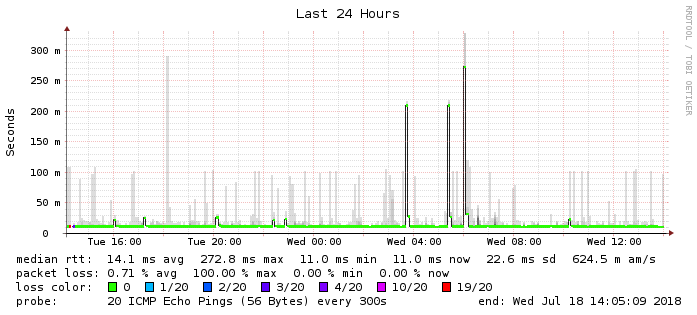 Last 24 Hours
RRDTOOL / TOBI OETIKER
Seconds
300 m
250 m
200 m
150 m
100 m
50 m
0
Tue 16:00 Tue 20:00 Wed 00:00 Wed 04:00 Wed 08:00 Wed 12:00
median rtt: 14.1 ms avg 272.8 ms max 11.0 ms min 11.0 ms now 22.6 ms sd 624.5 m am/s
packet loss: 0.71 % avg 100.00 % max 0.00 % min 0.00 % now
loss color: 0 1/20 2/20 3/20 4/20 10/20 19/20
probe: 20 ICMP Echo Pings (56 Bytes) every 300s end: Wed Jul 18 14:05:09 2018